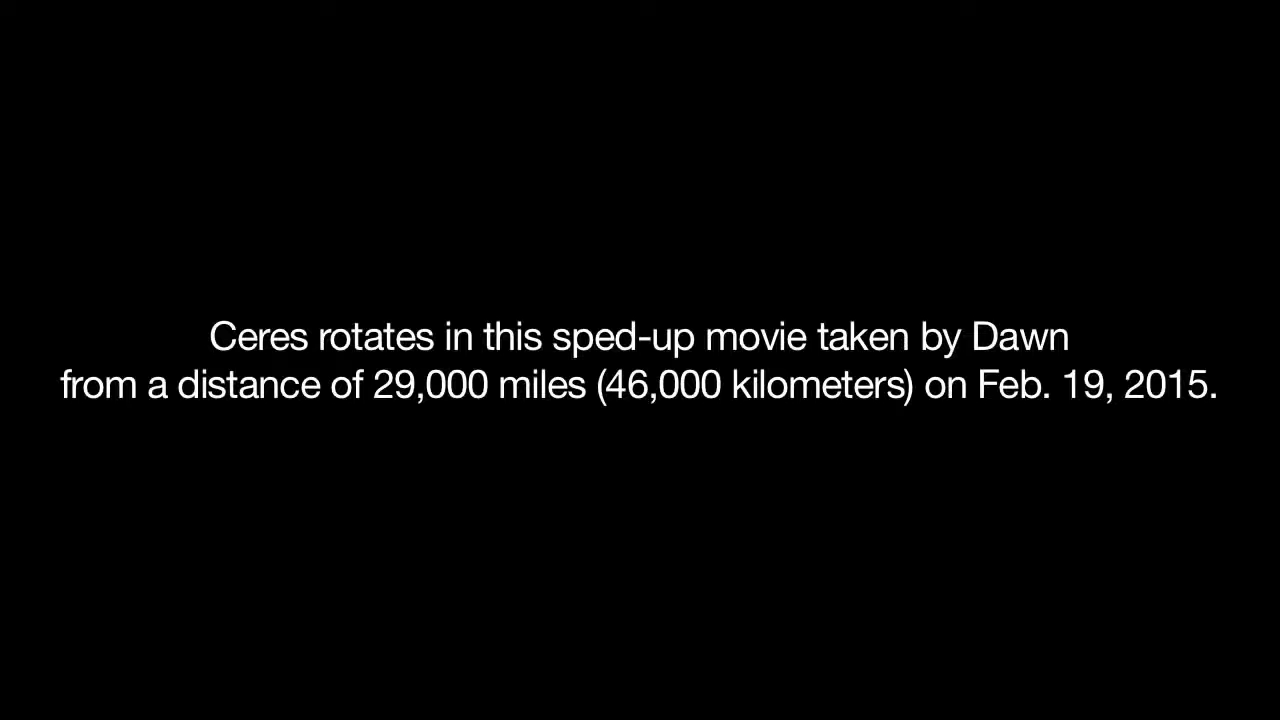 Ceres rotates in this sped-up movie taken by Dawn
from a distance of 29,000 miles (46,000 kilometers) on Feb. 19, 2015.